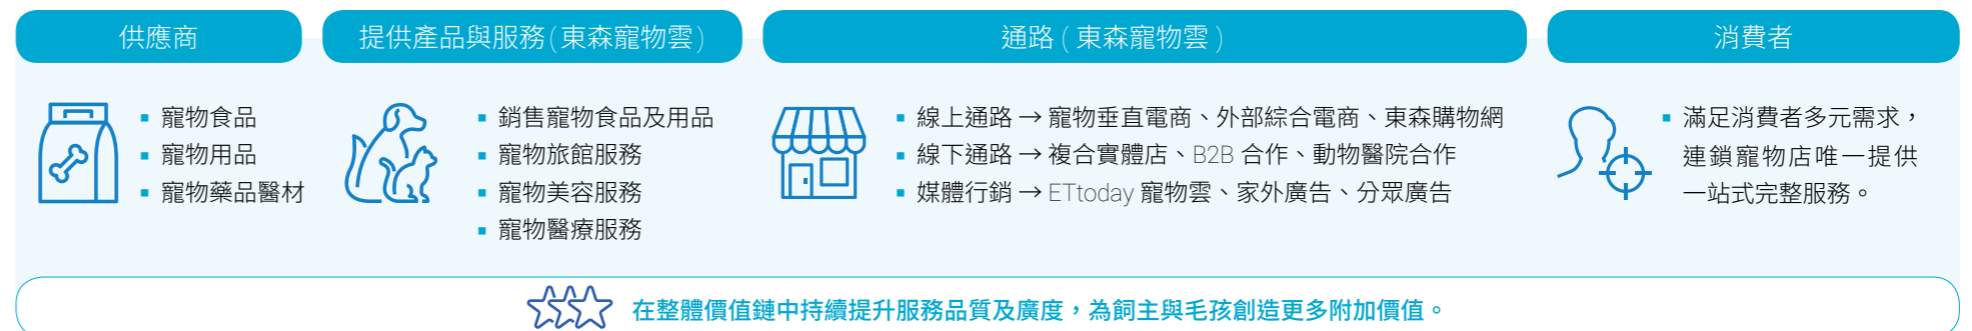 供應商
提供產品與服務(東森寵物雲)
通路 ( 東森寵物雲 )
消費者
▪ 寵物食品
▪ 寵物用品
▪ 寵物藥品醫材
▪ 銷售寵物食品及用品
▪ 寵物旅館服務
▪ 寵物美容服務
▪ 寵物醫療服務
▪ 線上通路 → 寵物垂直電商、外部綜合電商、東森購物網
▪ 線下通路 → 複合實體店、B2B 合作、動物醫院合作
▪ 媒體行銷 → ETtoday 寵物雲、家外廣告、分眾廣告
▪ 滿足消費者多元需求，
連鎖寵物店唯一提供
一站式完整服務。
在整體價值鏈中持續提升服務品質及廣度，為飼主與毛孩創造更多附加價值。